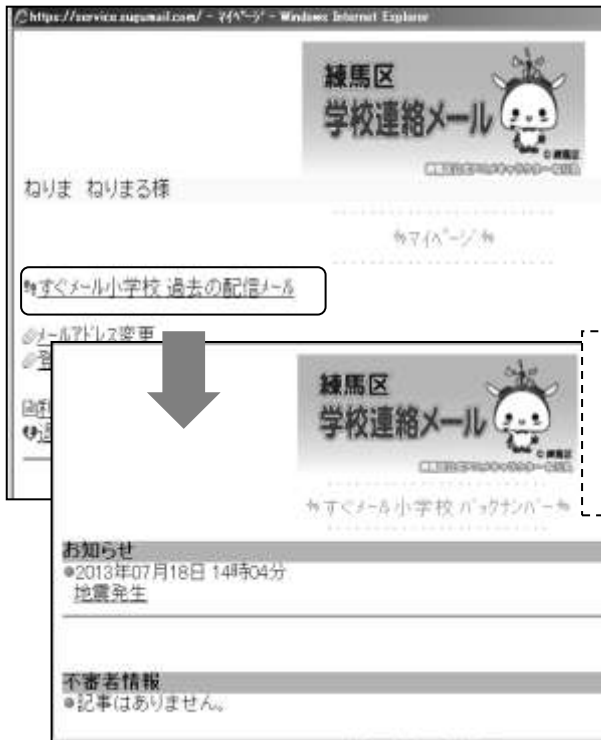 https://service.sugumail.com/ - ﾏｲﾍﾟｰｼﾞ - Windows Internet Explorer
練馬区
学校連絡メール
© 練馬区
ねりま ねりまる様
ﾏｲﾍﾟｰｼﾞ
すぐメール小学校 過去の配信メール
メールアドレス変更
練馬区
学校連絡メール
© 練馬区
すぐメール小学校 バックナンバー
お知らせ
●2013年07月18日 14時04分
地震発生
不審者情報
●記事はありません。